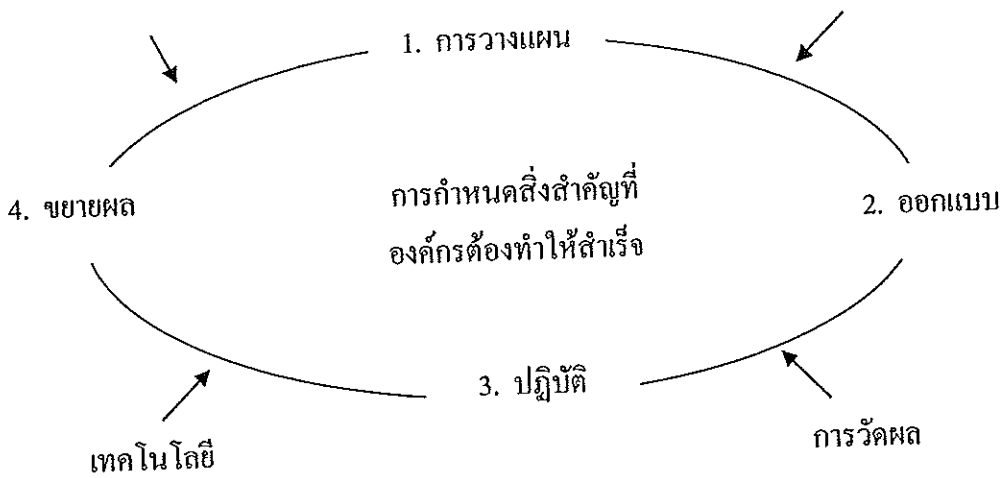 1. การวางแผน
การกำหนดสิ่งสำคัญที่
องค์กรต้องทำให้สำเร็จ
4. ขยายผล
2. ออกแบบ
3. ปฏิบัติ
เทคโนโลยี
การวัดผล